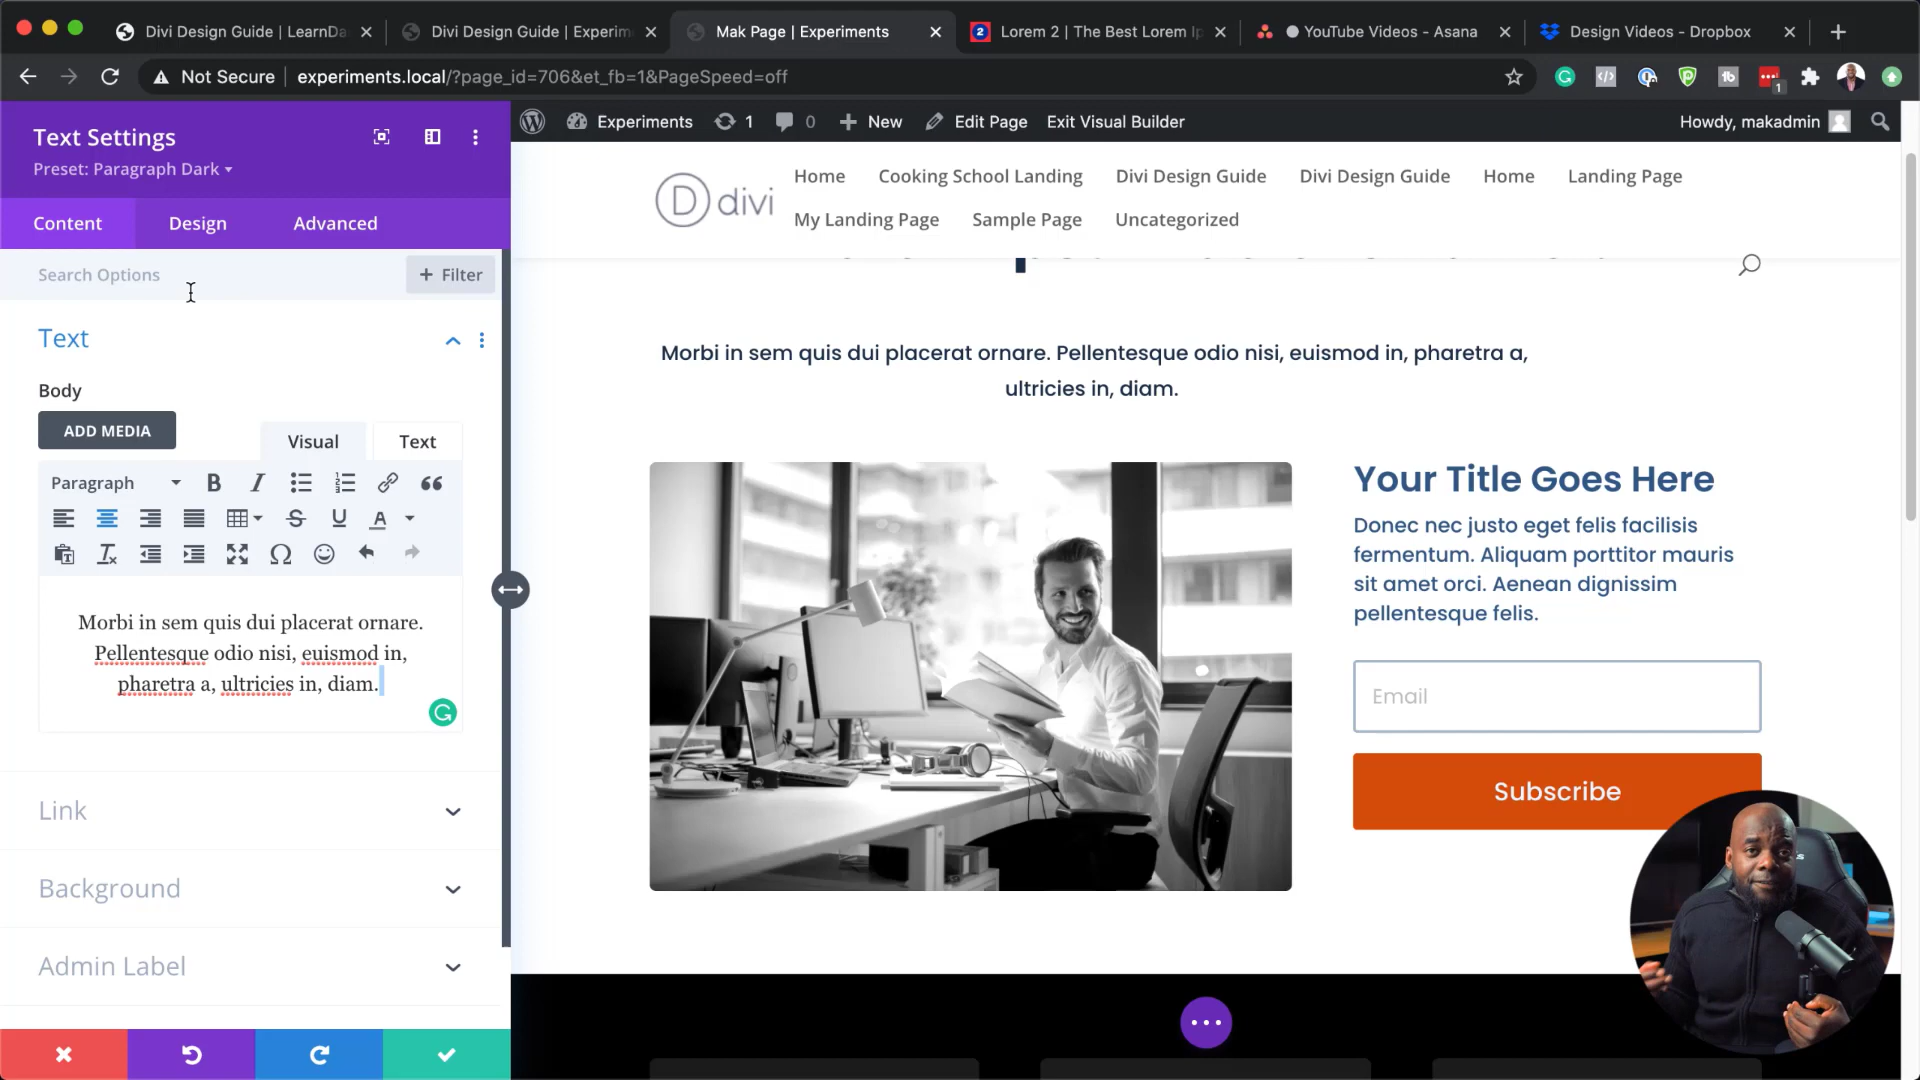 Divi Design Guide | LearnDa
Divi Design Guide | Experim
Mak Page | Experiments
2 Lorem 2 | The Best Lorem Ip
YouTube Videos - Asana
Design Videos - Dropbox
Not Secure
experiments.local/?page_id=706&et_fb=1&PageSpeed=off
tb
1
Text Settings
Preset: Paragraph Dark
Content
Design
Advanced
Search Options
+ Filter
Text
Body
ADD MEDIA
Visual
Text
Paragraph
B
I
S
U
A
Morbi in sem quis dui placerat ornare.
Pellentesque odio nisi, euismod in,
pharetra a, ultricies in, diam.
Link
Background
Admin Label
Experiments
1
0
New
Edit Page
Exit Visual Builder
Howdy, makadmin
D divi
Home
Cooking School Landing
Divi Design Guide
Divi Design Guide
Home
Landing Page
My Landing Page
Sample Page
Uncategorized
Morbi in sem quis dui placerat ornare. Pellentesque odio nisi, euismod in, pharetra a,
ultricies in, diam.
Your Title Goes Here
Donec nec justo eget felis facilisis
fermentum. Aliquam porttitor mauris
sit amet orci. Aenean dignissim
pellentesque felis.
Email
Subscribe